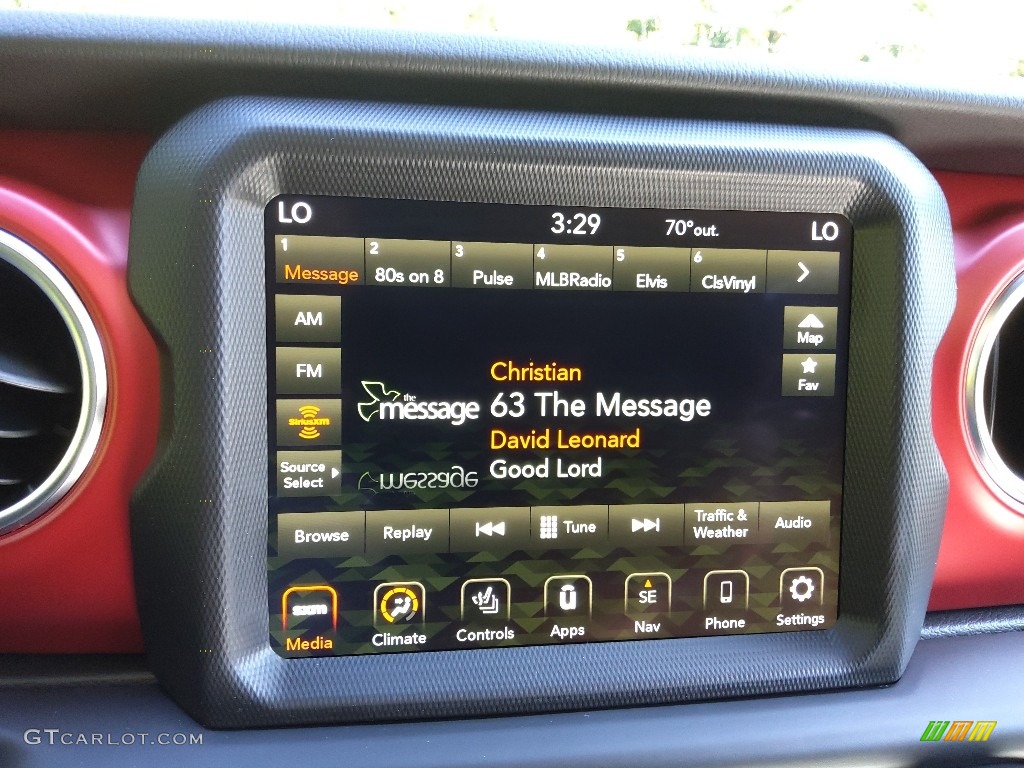 LO 3:29 70°out. LO
1 2 3 4 5 6
Message 80s on 8 Pulse MLBRadio Elvis ClsVinyl
AM
FM
SiriusXM
Source
Select
Map
Fav
Christian
the
message
63 The Message
David Leonard
Good Lord
message
Browse Replay Tune Traffic &
Weather Audio
sxm SE
Media Climate Controls Apps Nav Phone Settings
GTcarlot.com